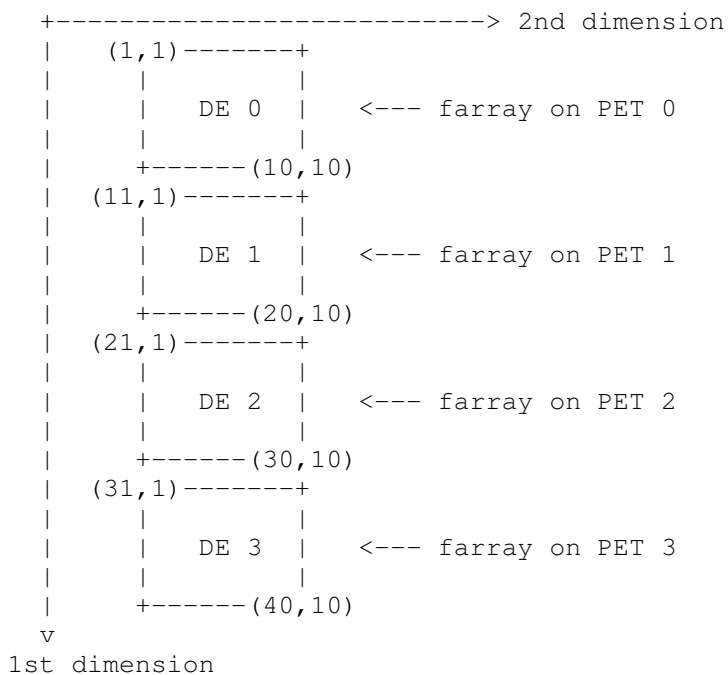 +----------------------------> 2nd dimension
|    (1,1)-------+
|      |         |
|      |   DE 0  |   <--- farray on PET 0
|      |         |
|      +------(10,10)
|   (11,1)-------+
|      |         |
|      |   DE 1  |   <--- farray on PET 1
|      |         |
|      +------(20,10)
|   (21,1)-------+
|      |         |
|      |   DE 2  |   <--- farray on PET 2
|      |         |
|      +------(30,10)
|   (31,1)-------+
|      |         |
|      |   DE 3  |   <--- farray on PET 3
|      |         |
|      +------(40,10)
v
1st dimension